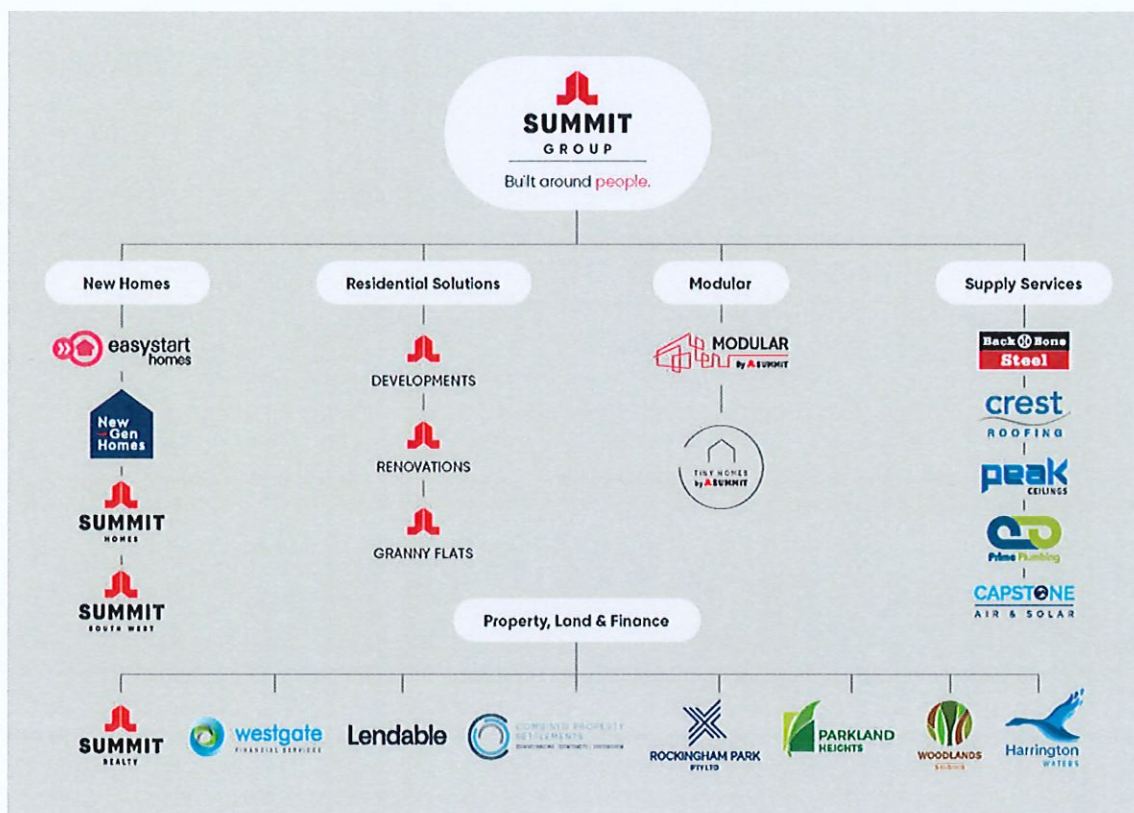 SUMMIT
GROUP
Built around people.
New Homes
Residential Solutions
Modular
Supply Services
easystart
homes
New
Gen
Homes
SUMMIT
HOMES
SUMMIT
SOUTH WEST
DEVELOPMENTS
RENOVATIONS
GRANNY FLATS
MODULAR
by SUMMIT
TINY HOMES
by SUMMIT
Back Bone
Steel
crest
ROOFING
peak
CEILINGS
Prime Plumbing
CAPSTONE
AIR & SOLAR
Property, Land & Finance
SUMMIT
REALTY
westgate
FINANCIAL SERVICES
Lendable
COMBINED PROPERTY
SETTLEMENTS
ROCKINGHAM PARK
PTY LTD
PARKLAND
HEIGHTS
WOODLANDS
Harrington
WATERS